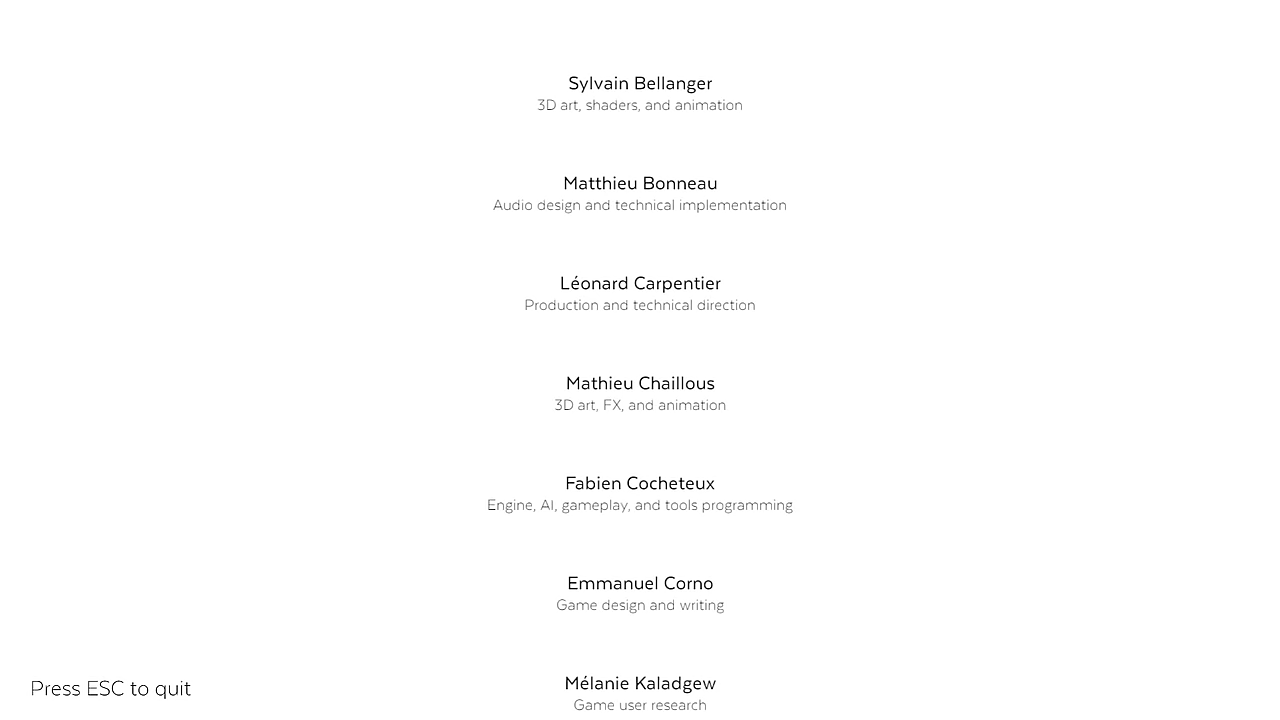 Sylvain Bellanger
3D art, shaders, and animation
Matthieu Bonneau
Audio design and technical implementation
Léonard Carpentier
Production and technical direction
Mathieu Chaillous
3D art, FX, and animation
Fabien Cocheteux
Engine, AI, gameplay, and tools programming
Emmanuel Corno
Game design and writing
Mélanie Kaladgew
Game user research
Press ESC to quit